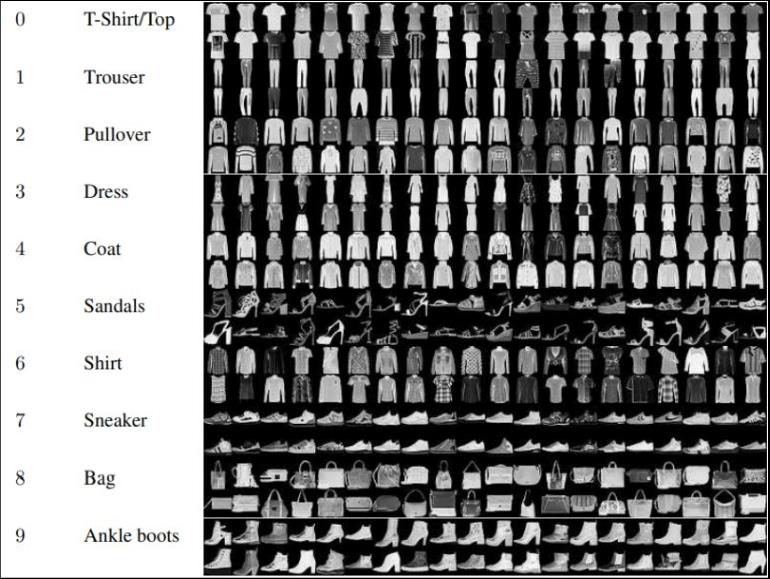 0 T-Shirt/Top
1 Trouser
2 Pullover
3 Dress
4 Coat
5 Sandals
6 Shirt
7 Sneaker
8 Bag
9 Ankle boots